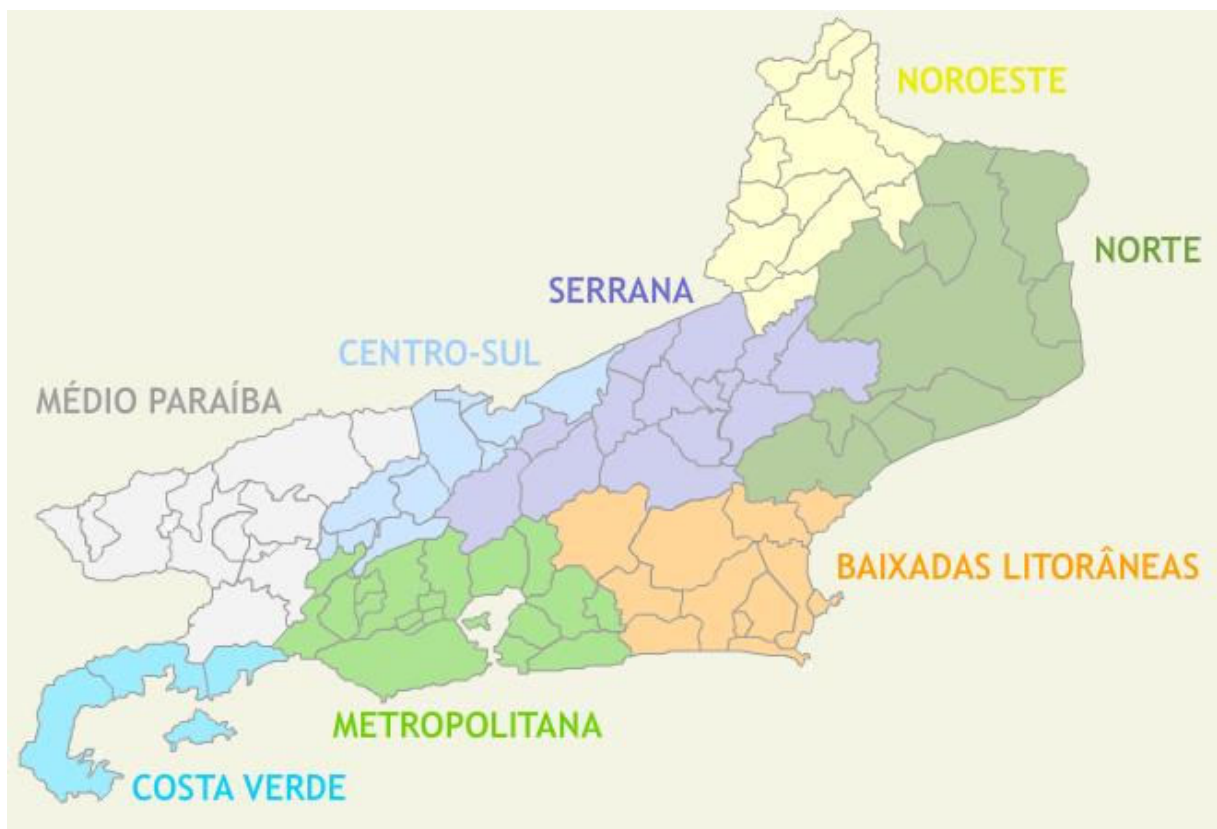 NOROESTE
NORTE
SERRANA
CENTRO-SUL
MÉDIO PARAÍBA
BAIXADAS LITORÂNEAS
METROPOLITANA
COSTA VERDE